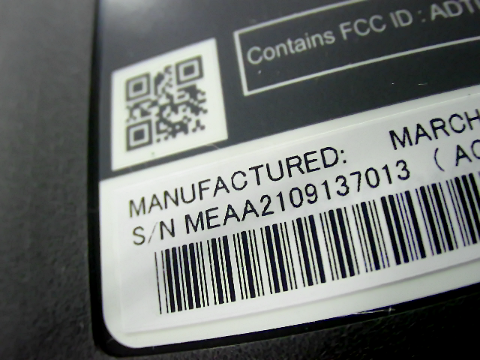 Contains FCC ID : ADT
MANUFACTURED: MARCH
S/N MEAA2109137013 ( AC